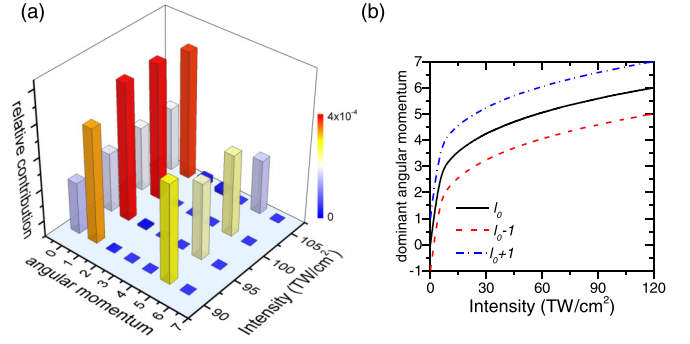 (a)
relative contribution
0
1
2
3
4
5
6
7
angular momentum
90
95
100
105
Intensity (TW/cm²)
4x10⁻⁴
0
(b)
7
6
5
4
3
2
1
0
-1
dominant angular momentum
l₀
l₀-1
l₀+1
0 30 60 90 120
Intensity (TW/cm²)